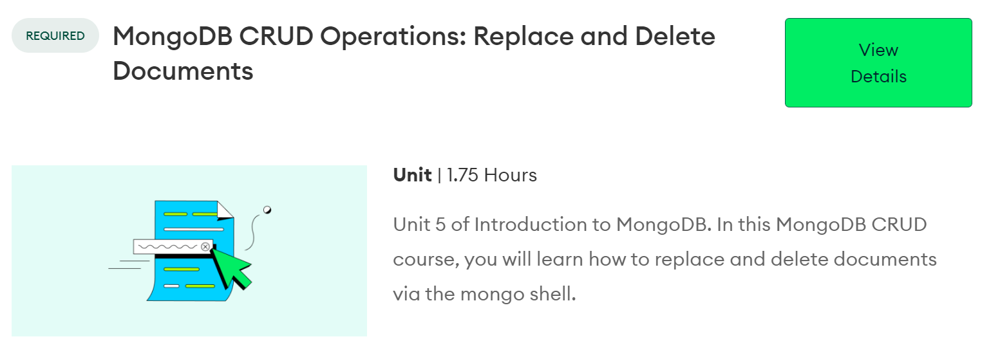 REQUIRED
MongoDB CRUD Operations: Replace and Delete
Documents
View
Details
Unit | 1.75 Hours
Unit 5 of Introduction to MongoDB. In this MongoDB CRUD
course, you will learn how to replace and delete documents
via the mongo shell.